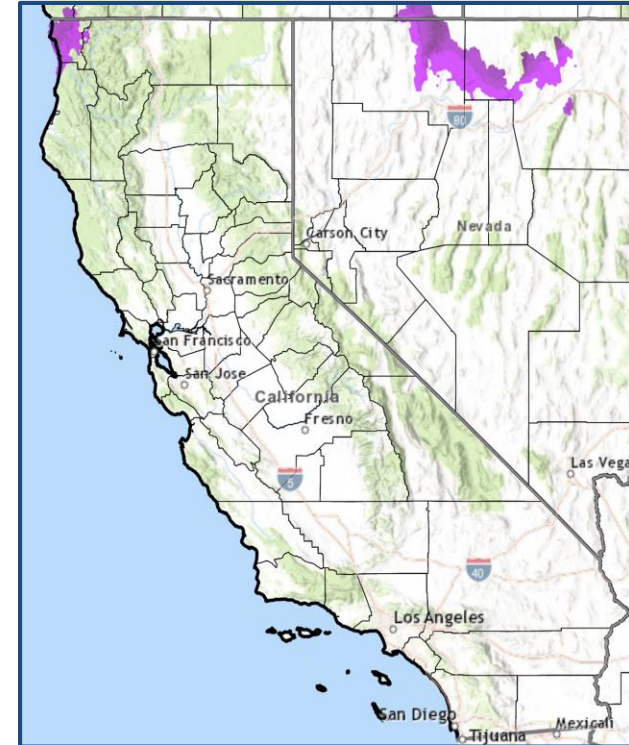 80
Nevada
Carson City
Sacramento
San Francisco
San Jose
California
Fresno
5
Las Vega
40
Los Angeles
San Diego
Tijuana
Mexicali